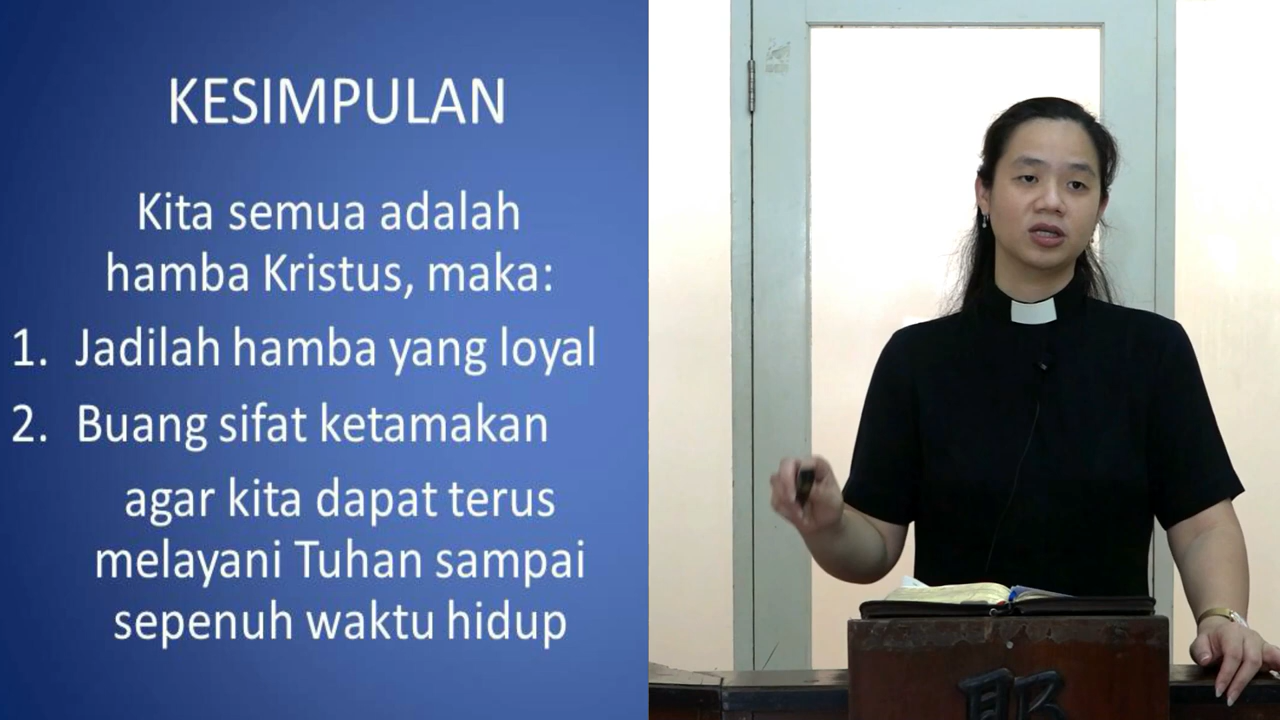 KESIMPULAN
Kita semua adalah
hamba Kristus, maka:
1. Jadilah hamba yang loyal
2. Buang sifat ketamakan
agar kita dapat terus
melayani Tuhan sampai
sepenuh waktu hidup